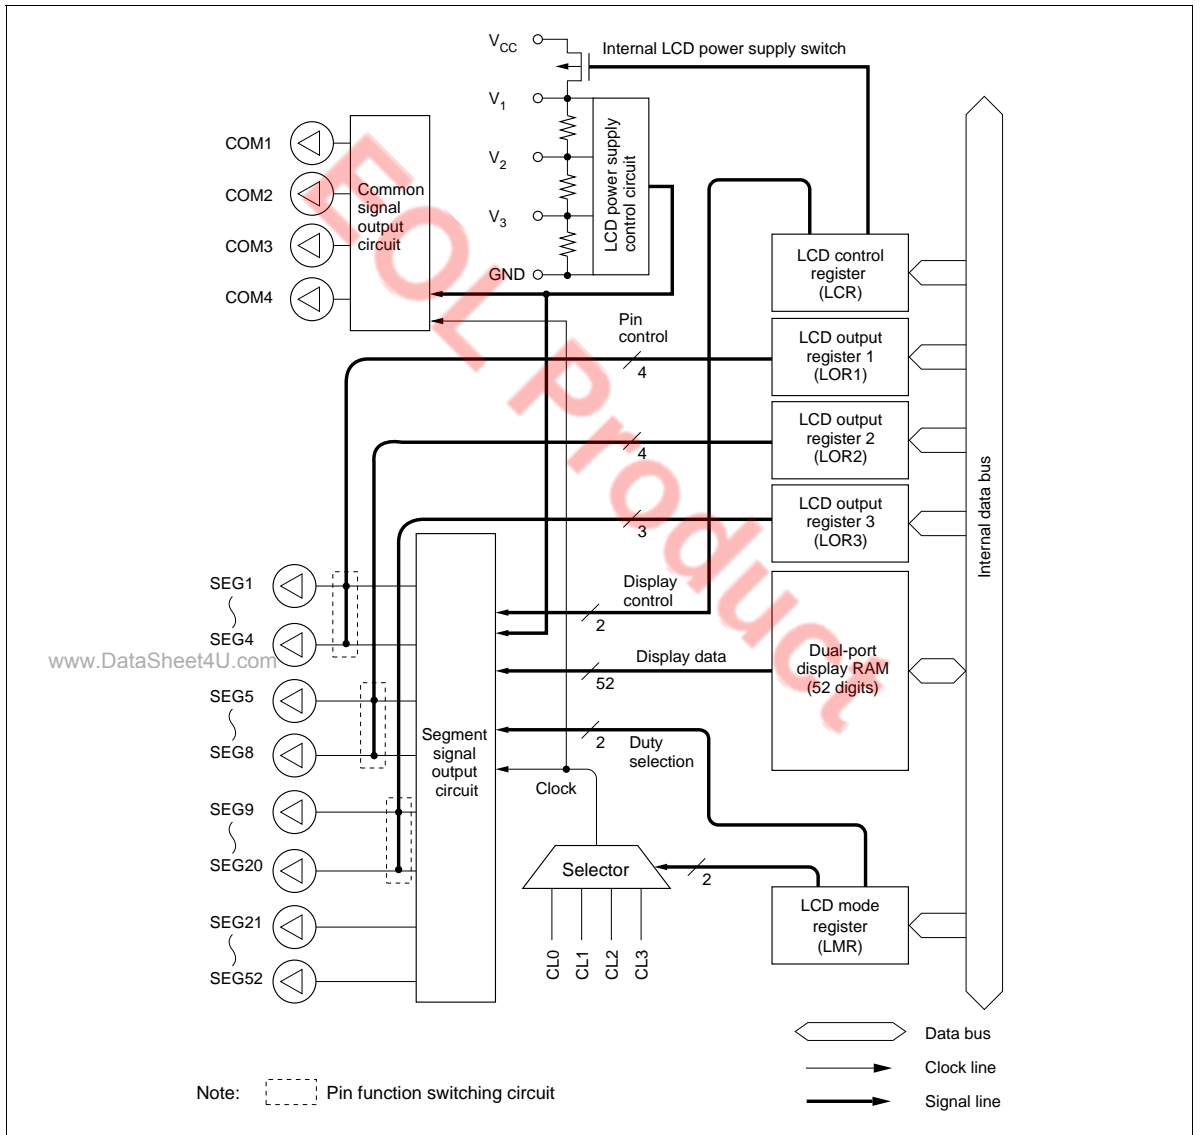 V_CC
Internal LCD power supply switch
V_1
V_2
V_3
GND
LCD power supply
control circuit
COM1
COM2
COM3
COM4
Common
signal
output
circuit
LCD control
register
(LCR)
LCD output
register 1
(LOR1)
LCD output
register 2
(LOR2)
LCD output
register 3
(LOR3)
Pin
control
4
4
3
Internal data bus
SEG1
SEG4
SEG5
SEG8
SEG9
SEG20
SEG21
SEG52
Segment
signal
output
circuit
Display
control
2
Display data
52
2
Duty
selection
Clock
Dual-port
display RAM
(52 digits)
Selector
2
CL0
CL1
CL2
CL3
LCD mode
register
(LMR)
Data bus
Clock line
Signal line
Note:
Pin function switching circuit
www.DataSheet4U.com
EOL Product